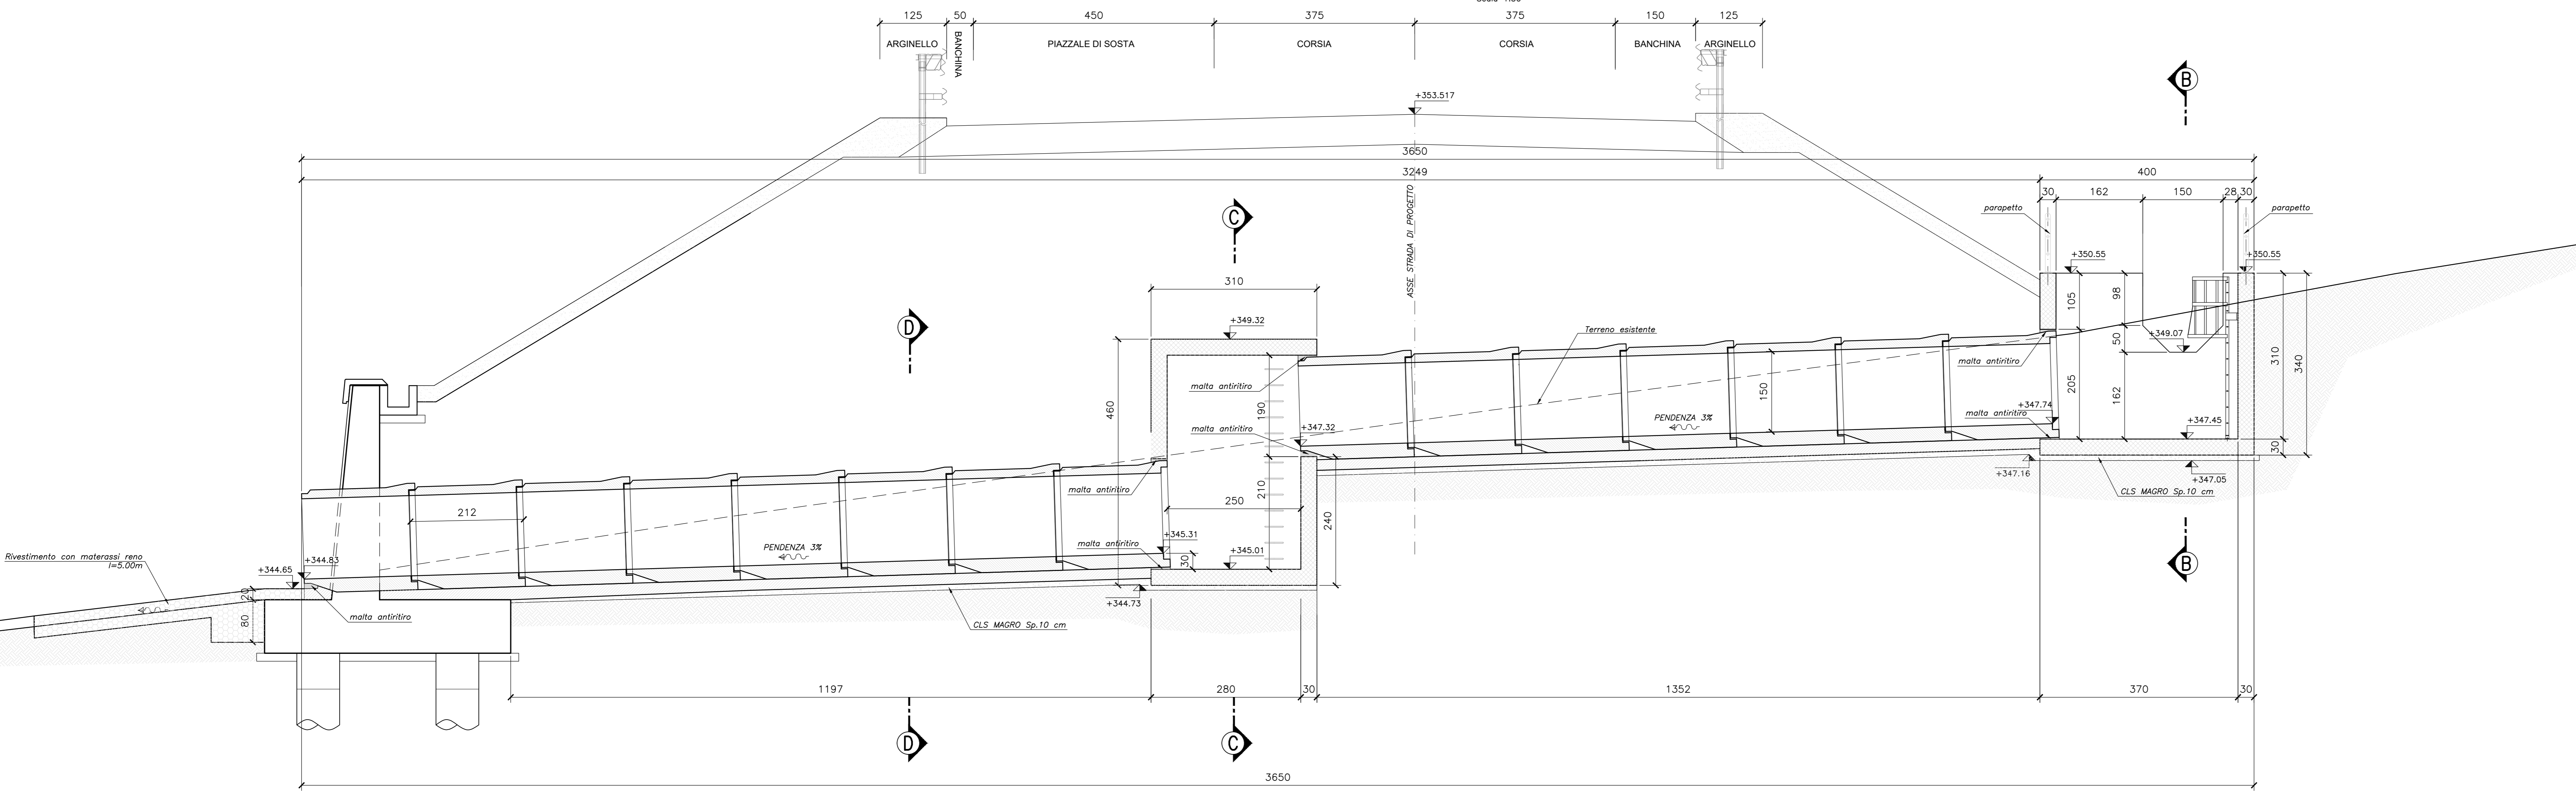 125 50 450 375 375 150 125
ARGINELLO BANCHINA PIAZZALE DI SOSTA CORSIA CORSIA BANCHINA ARGINELLO
B
+353.517
3650
3249 400
30 162 150 28 30
parapetto parapetto
ASSE STRADA DI PROGETTO
C
+350.55 +350.55
310
105 98
+349.32
D
Terreno esistente
+349.07
50
310 340
malta antiritiro
malta antiritiro
150 205 162
460 190
+347.74
PENDENZA 3%
malta antiritiro
+347.45
malta antiritiro
+347.32
30
+347.16
+347.05
malta antiritiro
CLS MAGRO Sp.10 cm
210
250
212
240
+345.31
malta antiritiro
PENDENZA 3%
Rivestimento con materassi reno
l=5.00m
+344.83
+345.01
30
+344.65
B
20
80
malta antiritiro
+344.73
CLS MAGRO Sp.10 cm
1197 280 30 1352 370 30
D C
3650